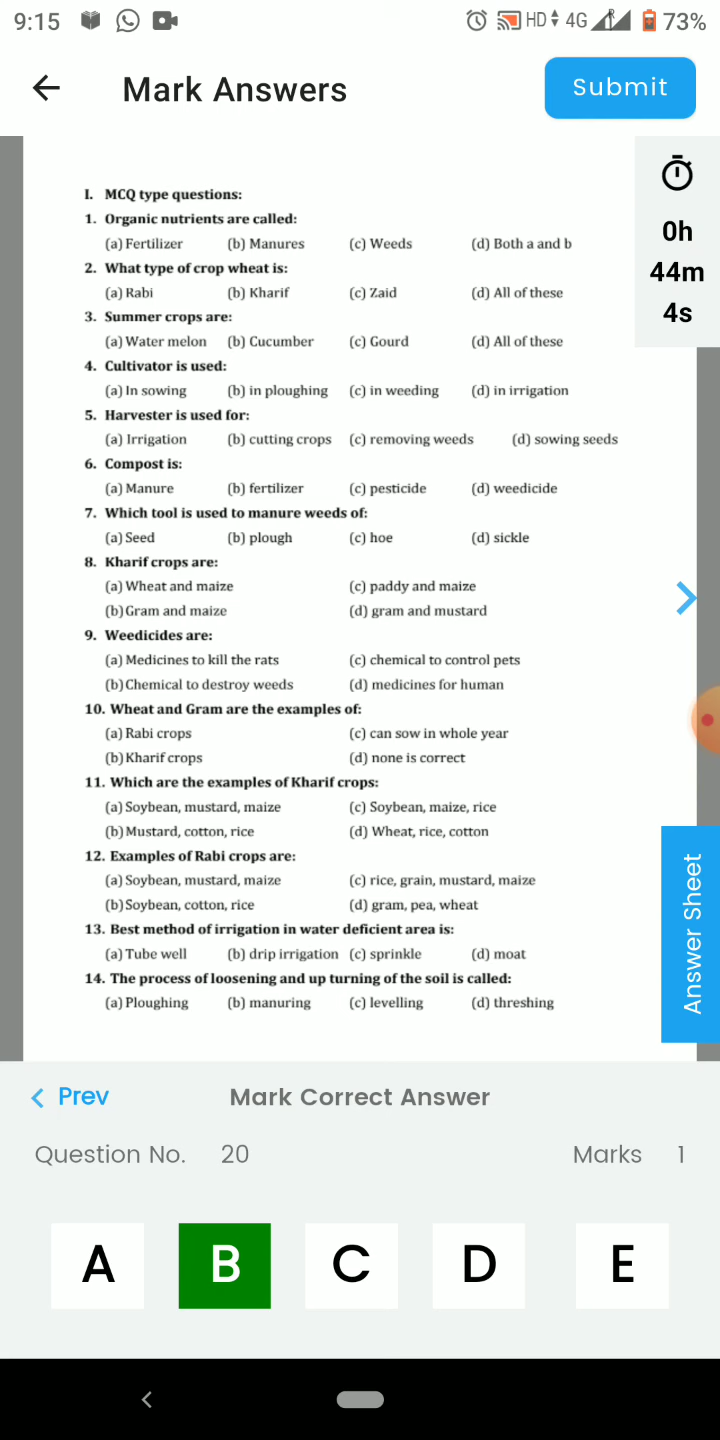 9:15 HD 4G R 73%
Mark Answers Submit
0h
44m
4s
I. MCQ type questions:
1. Organic nutrients are called:
(a) Fertilizer (b) Manures (c) Weeds (d) Both a and b
2. What type of crop wheat is:
(a) Rabi (b) Kharif (c) Zaid (d) All of these
3. Summer crops are:
(a) Water melon (b) Cucumber (c) Gourd (d) All of these
4. Cultivator is used:
(a) In sowing (b) in ploughing (c) in weeding (d) in irrigation
5. Harvester is used for:
(a) Irrigation (b) cutting crops (c) removing weeds (d) sowing seeds
6. Compost is:
(a) Manure (b) fertilizer (c) pesticide (d) weedicide
7. Which tool is used to manure weeds of:
(a) Seed (b) plough (c) hoe (d) sickle
8. Kharif crops are:
(a) Wheat and maize (c) paddy and maize
(b) Gram and maize (d) gram and mustard
9. Weedicides are:
(a) Medicines to kill the rats (c) chemical to control pets
(b) Chemical to destroy weeds (d) medicines for human
10. Wheat and Gram are the examples of:
(a) Rabi crops (c) can sow in whole year
(b) Kharif crops (d) none is correct
11. Which are the examples of Kharif crops:
(a) Soybean, mustard, maize (c) Soybean, maize, rice
(b) Mustard, cotton, rice (d) Wheat, rice, cotton
12. Examples of Rabi crops are:
(a) Soybean, mustard, maize (c) rice, grain, mustard, maize
(b) Soybean, cotton, rice (d) gram, pea, wheat
13. Best method of irrigation in water deficient area is:
(a) Tube well (b) drip irrigation (c) sprinkle (d) moat
14. The process of loosening and up turning of the soil is called:
(a) Ploughing (b) manuring (c) levelling (d) threshing
Answer Sheet
Prev Mark Correct Answer
Question No. 20 Marks 1
A B C D E